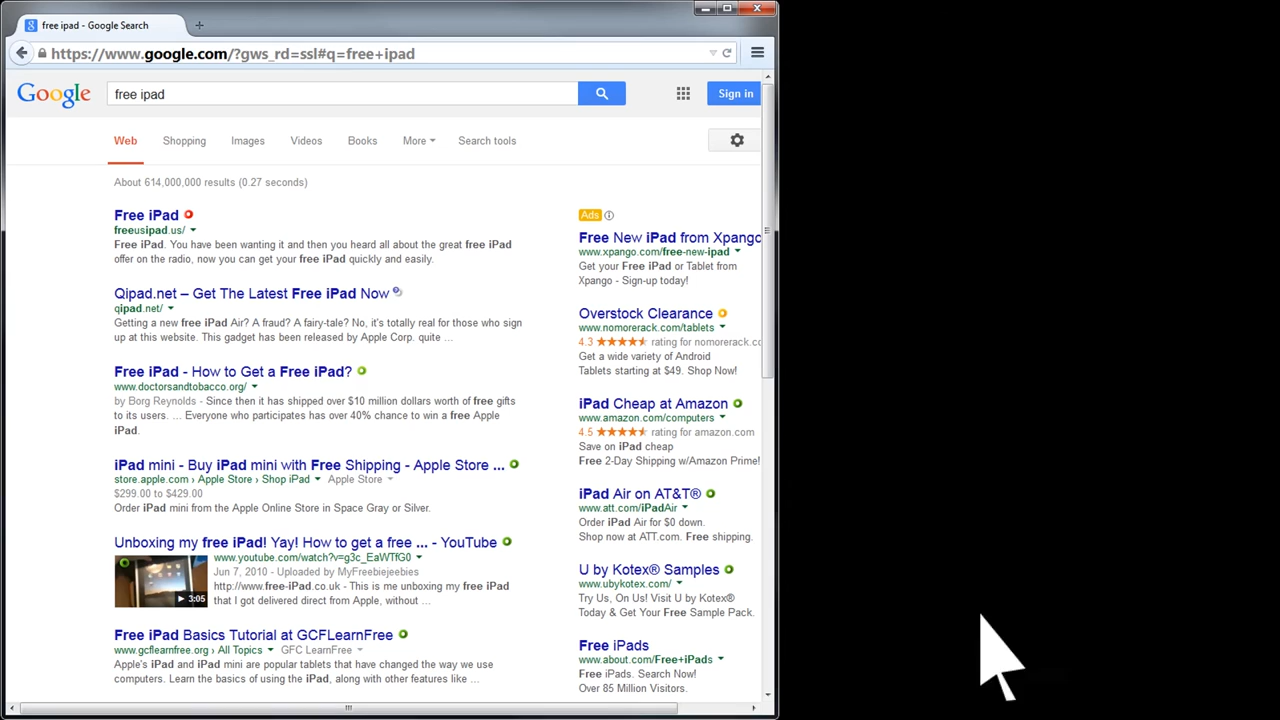 free ipad - Google Search
https://www.google.com/?gws_rd=ssl#q=free+ipad
Google
free ipad
Sign in
Web Shopping Images Videos Books More Search tools
About 614,000,000 results (0.27 seconds)
Free iPad
freeusipad.us/
Free iPad. You have been wanting it and then you heard all about the great free iPad
offer on the radio, now you can get your free iPad quickly and easily.
Qipad.net – Get The Latest Free iPad Now
qipad.net/
Getting a new free iPad Air? A fraud? A fairy-tale? No, it's totally real for those who sign
up at this website. This gadget has been released by Apple Corp. quite ...
Free iPad - How to Get a Free iPad?
www.doctorsandtobacco.org/
by Borg Reynolds - Since then it has shipped over $10 million dollars worth of free gifts
to its users. ... Everyone who participates has over 40% chance to win a free Apple
iPad.
iPad mini - Buy iPad mini with Free Shipping - Apple Store ...
store.apple.com › Apple Store › Shop iPad Apple Store
$299.00 to $429.00
Order iPad mini from the Apple Online Store in Space Gray or Silver.
Unboxing my free iPad! Yay! How to get a free ... - YouTube
www.youtube.com/watch?v=g3c_EaWTfG0
Jun 7, 2010 - Uploaded by MyFreebiejeebies
http://www.free-iPad.co.uk - This is me unboxing my free iPad
that I got delivered direct from Apple, without ...
3:05
Free iPad Basics Tutorial at GCFLearnFree
www.gcflearnfree.org › All Topics GFC LearnFree
Apple's iPad and iPad mini are popular tablets that have changed the way we use
computers. Learn the basics of using the iPad, along with other features like ...
Ads
Free New iPad from Xpango
www.xpango.com/free-new-ipad
Get your Free iPad or Tablet from
Xpango - Sign-up today!
Overstock Clearance
www.nomorerack.com/tablets
4.3 rating for nomorerack.co
Get a wide variety of Android
Tablets starting at $49. Shop Now!
iPad Cheap at Amazon
www.amazon.com/computers
4.5 rating for amazon.com
Save on iPad cheap
Free 2-Day Shipping w/Amazon Prime!
iPad Air on AT&T®
www.att.com/iPadAir
Order iPad Air for $0 down.
Shop now at ATT.com. Free shipping.
U by Kotex® Samples
www.ubykotex.com/
Try Us, On Us! Visit U by Kotex®
Today & Get Your Free Sample Pack.
Free iPads
www.about.com/Free+iPads
Free iPads. Search Now!
Over 85 Million Visitors.